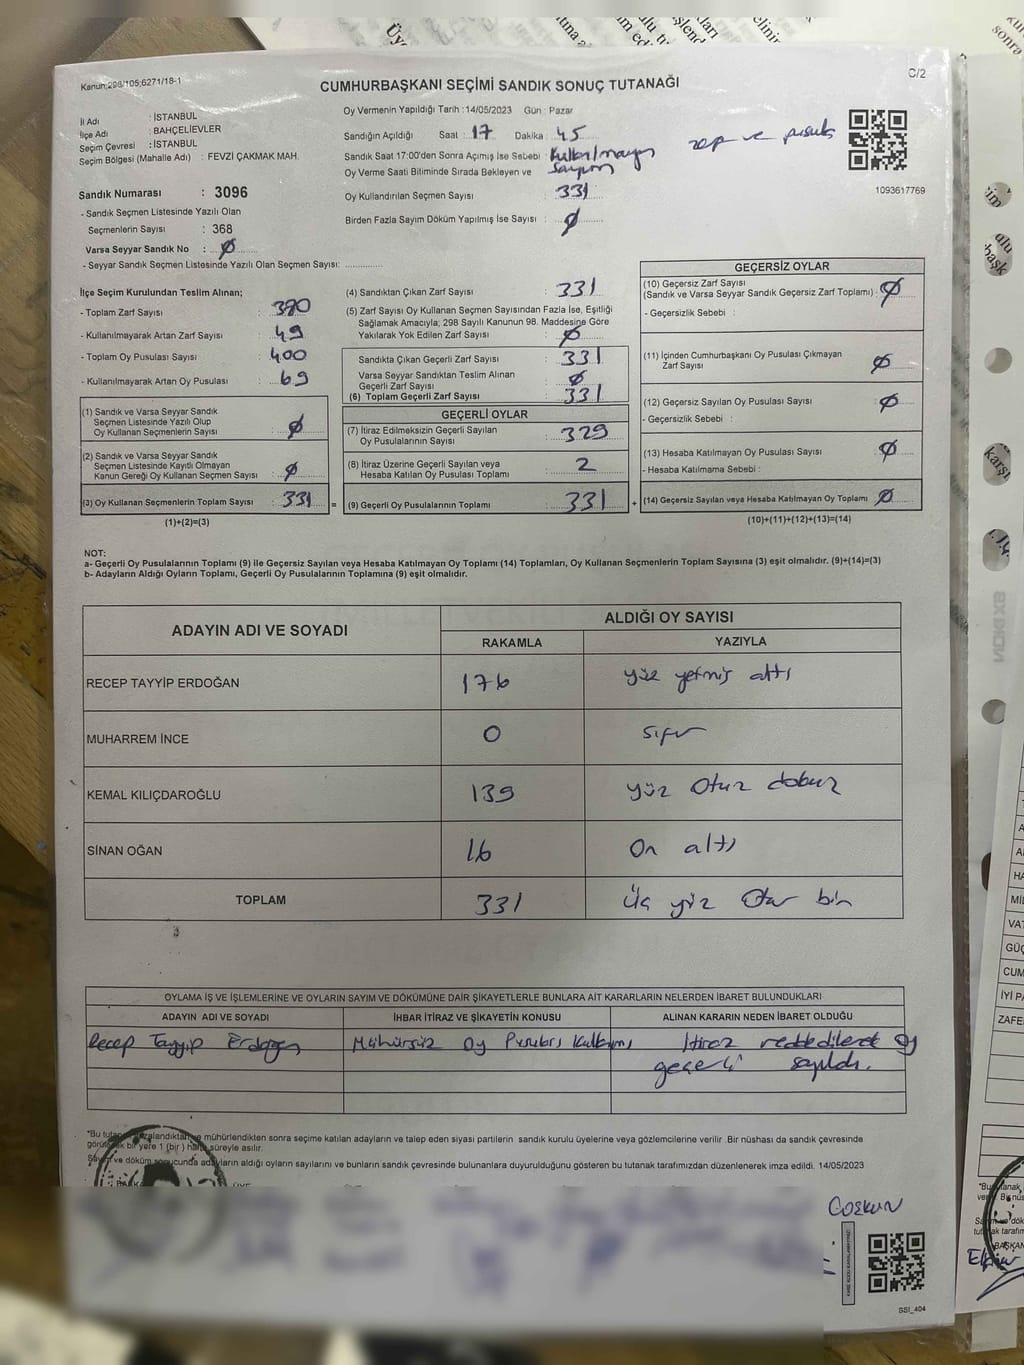 Kanun:298/105;6271/18-1
C/2
CUMHURBAŞKANI SEÇİMİ SANDIK SONUÇ TUTANAĞI
İl Adı : İSTANBUL
İlçe Adı : BAHÇELİEVLER
Seçim Çevresi : İSTANBUL
Seçim Bölgesi (Mahalle Adı) : FEVZİ ÇAKMAK MAH.
Sandık Numarası : 3096
- Sandık Seçmen Listesinde Yazılı Olan
Seçmenlerin Sayısı : 368
Varsa Seyyar Sandık No : Ø
- Seyyar Sandık Seçmen Listesinde Yazılı Olan Seçmen Sayısı:
Oy Vermenin Yapıldığı Tarih :14/05/2023 Gün : Pazar
Sandığın Açıldığı Saat : 17 Dakika : 45
Sandık Saat 17:00'den Sonra Açımış İse Sebebi : Kullanılmayan
zarf ve pusula
Oy Verme Saati Bitiminde Sırada Bekleyen ve sayım
Oy Kullandırılan Seçmen Sayısı : 331
Birden Fazla Sayım Döküm Yapılmış İse Sayısı : Ø
1093617769
İlçe Seçim Kurulundan Teslim Alınan;
- Toplam Zarf Sayısı : 380
- Kullanılmayarak Artan Zarf Sayısı : 49
- Toplam Oy Pusulası Sayısı : 400
- Kullanılmayarak Artan Oy Pusulası : 69
(1) Sandık ve Varsa Seyyar Sandık
Seçmen Listesinde Yazılı Olup
Oy Kullanan Seçmenlerin Sayısı : Ø
(2) Sandık ve Varsa Seyyar Sandık
Seçmen Listesinde Kayıtlı Olmayan
Kanun Gereği Oy Kullanan Seçmen Sayısı : Ø
(3) Oy Kullanan Seçmenlerin Toplam Sayısı : 331 =
(1)+(2)=(3)
(4) Sandıktan Çıkan Zarf Sayısı : 331
(5) Zarf Sayısı Oy Kullanan Seçmen Sayısından Fazla İse, Eşitliği
Sağlamak Amacıyla; 298 Sayılı Kanunun 98. Maddesine Göre
Yakılarak Yok Edilen Zarf Sayısı : Ø
Sandıkta Çıkan Geçerli Zarf Sayısı : 331
Varsa Seyyar Sandıktan Teslim Alınan
Geçerli Zarf Sayısı : Ø
(6) Toplam Geçerli Zarf Sayısı : 331
GEÇERLİ OYLAR
(7) İtiraz Edilmeksizin Geçerli Sayılan
Oy Pusulalarının Sayısı : 329
(8) İtiraz Üzerine Geçerli Sayılan veya
Hesaba Katılan Oy Pusulası Toplamı : 2
(9) Geçerli Oy Pusulalarının Toplamı : 331 +
GEÇERSİZ OYLAR
(10) Geçersiz Zarf Sayısı
(Sandık ve Varsa Seyyar Sandık Geçersiz Zarf Toplamı) : Ø
- Geçersizlik Sebebi :
(11) İçinden Cumhurbaşkanı Oy Pusulası Çıkmayan
Zarf Sayısı : Ø
(12) Geçersiz Sayılan Oy Pusulası Sayısı : Ø
- Geçersizlik Sebebi :
(13) Hesaba Katılmayan Oy Pusulası Sayısı : Ø
- Hesaba Katılmama Sebebi :
(14) Geçersiz Sayılan veya Hesaba Katılmayan Oy Toplamı : Ø
(10)+(11)+(12)+(13)=(14)
NOT:
a- Geçerli Oy Pusulalarının Toplamı (9) ile Geçersiz Sayılan veya Hesaba Katılmayan Oy Toplamı (14) Toplamları, Oy Kullanan Seçmenlerin Toplam Sayısına (3) eşit olmalıdır. (9)+(14)=(3)
b- Adayların Aldığı Oyların Toplamı, Geçerli Oy Pusulalarının Toplamına (9) eşit olmalıdır.
ADAYIN ADI VE SOYADI ALDIĞI OY SAYISI
RAKAMLA YAZIYLA
RECEP TAYYİP ERDOĞAN 176 yüz yetmiş altı
MUHARREM İNCE 0 sıfır
KEMAL KILIÇDAROĞLU 139 yüz otuz dokuz
SİNAN OĞAN 16 On altı
TOPLAM 331 Üç yüz otuz bir
OYLAMA İŞ VE İŞLEMLERİNE VE OYLARIN SAYIM VE DÖKÜMÜNE DAİR ŞİKAYETLERLE BUNLARA AİT KARARLARIN NELERDEN İBARET BULUNDUKLARI
ADAYIN ADI VE SOYADI İHBAR İTİRAZ VE ŞİKAYETİN KONUSU ALINAN KARARIN NEDEN İBARET OLDUĞU
Recep Tayyip Erdoğan Mühürsüz Oy Pusulası Kullanımı İtiraz reddedilerek oy
geçerli sayıldı.
mühürlendikten sonra seçime katılan adayların ve talep eden siyasi partilerin sandık kurulu üyelerine veya gözlemcilerine verilir .Bir nüshası da sandık çevresinde
bir yere 1 (bir) hafta süreyle asılır.
Sayım ve döküm sonucunda adayların aldığı oyların sayılarını ve bunların sandık çevresinde bulunanlara duyurulduğunu gösteren bu tutanak tarafımızdan düzenlenerek imza edildi. 14/05/2023
COŞKUN
SSI_404